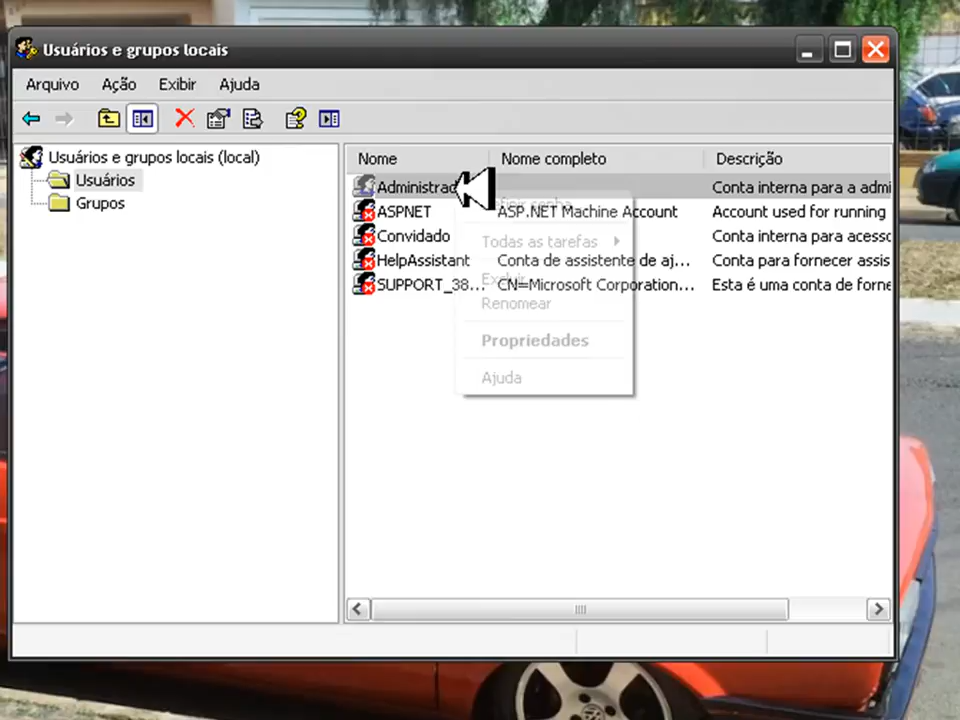 Usuários e grupos locais
Arquivo Ação Exibir Ajuda
Usuários e grupos locais (local)
Usuários
Grupos
Nome Nome completo Descrição
Conta interna para a admi
ASPNET ASP.NET Machine Account Account used for running
Convidado Conta interna para acesso
HelpAssistant Conta de assistente de aj... Conta para fornecer assis
SUPPORT_38... CN=Microsoft Corporation... Esta é uma conta de forne
Todas as tarefas
Excluir
Renomear
Propriedades
Ajuda